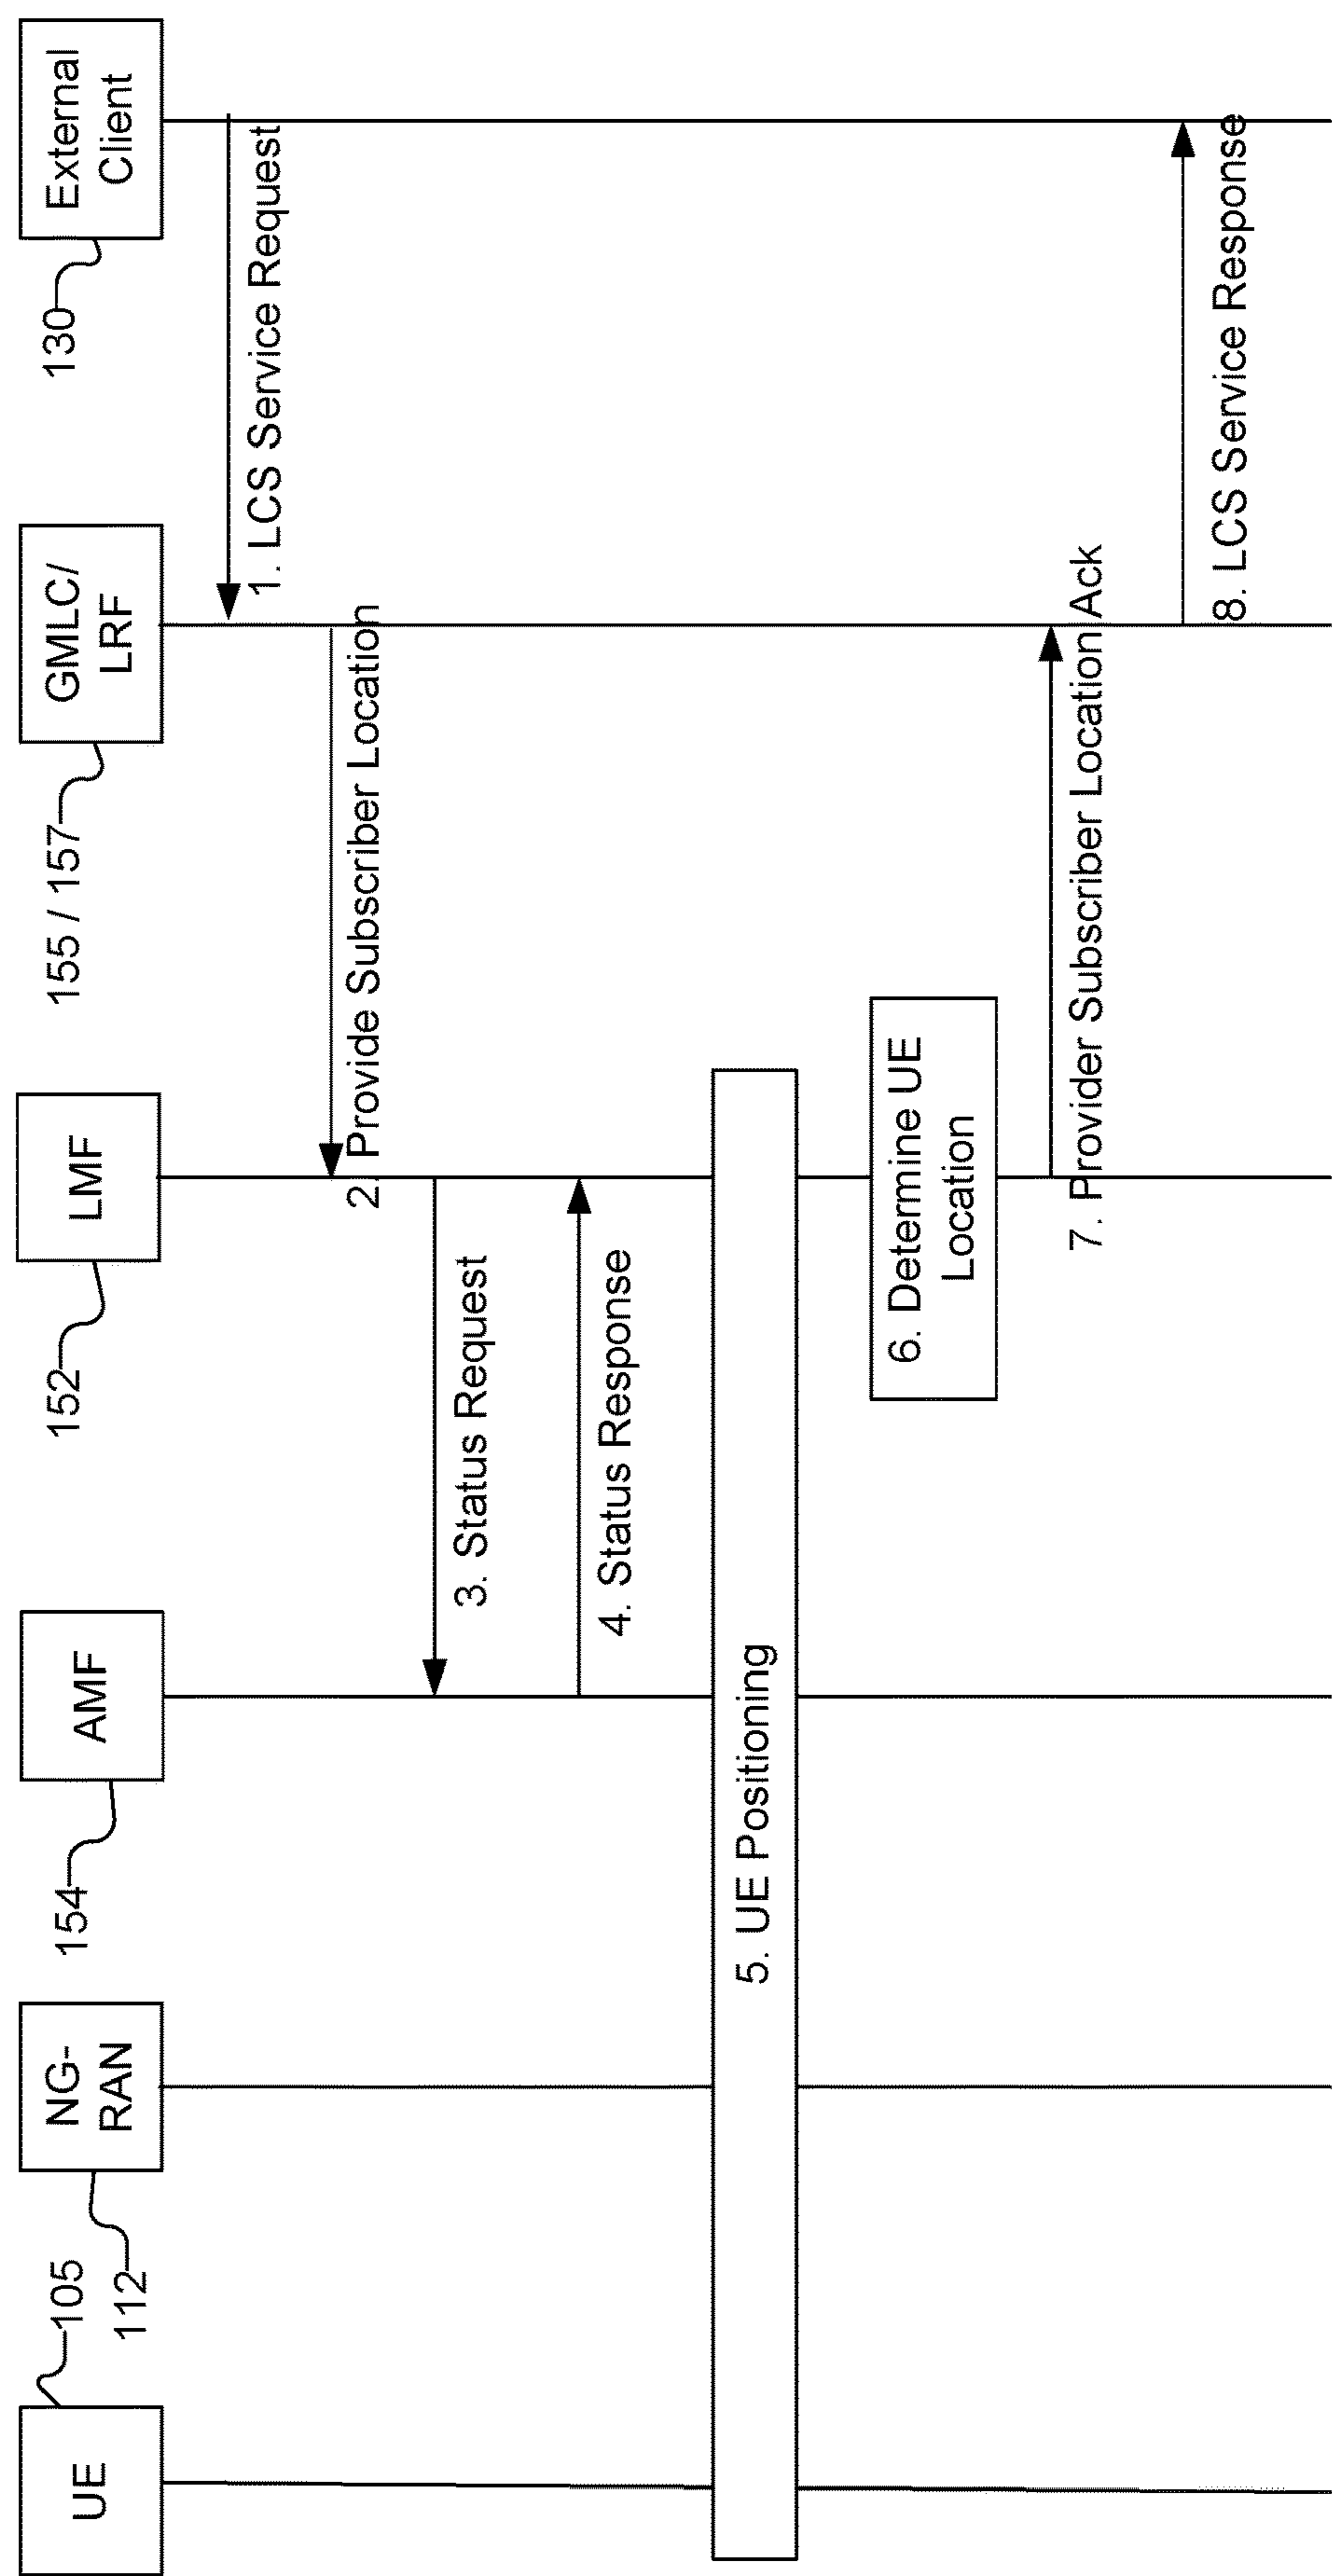 UE
105
NG-
RAN
112
AMF
154
LMF
152
GMLC/
LRF
155 / 157
External
Client
130
1. LCS Service Request
2. Provide Subscriber Location
3. Status Request
4. Status Response
5. UE Positioning
6. Determine UE
Location
7. Provider Subscriber Location Ack
8. LCS Service Response